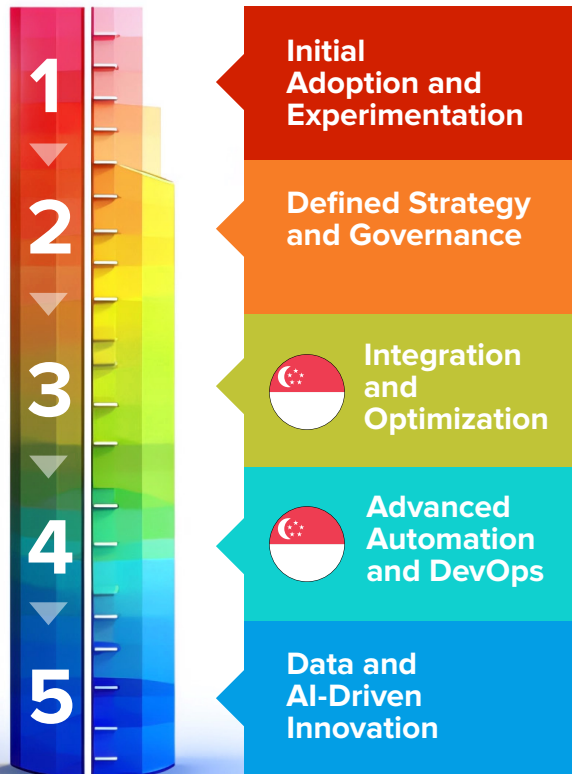 1
Initial
Adoption and
Experimentation
2
Defined Strategy
and Governance
3
Integration
and
Optimization
4
Advanced
Automation
and DevOps
5
Data and
AI-Driven
Innovation